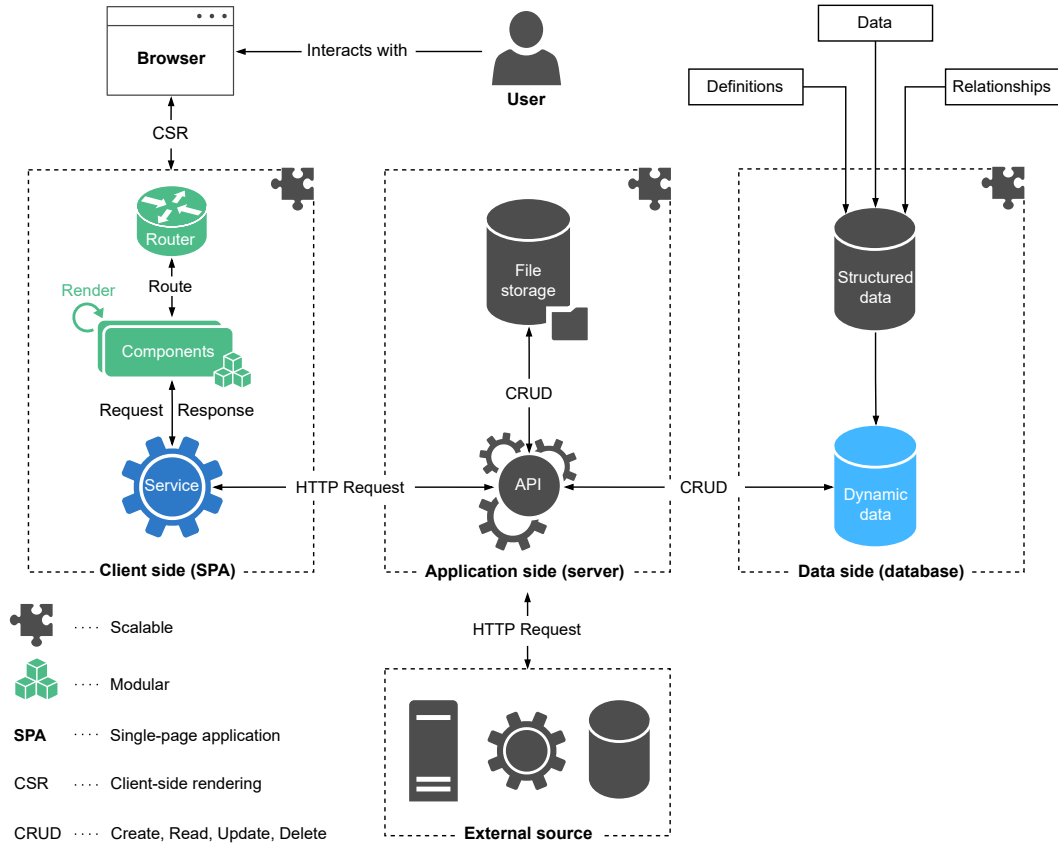 Data
Browser
Interacts with
User
Definitions
Relationships
CSR
Router
Route
Render
Components
Request
Response
Service
HTTP Request
File
storage
CRUD
API
CRUD
Structured
data
Dynamic
data
Client side (SPA)
Application side (server)
Data side (database)
HTTP Request
External source
···· Scalable
···· Modular
SPA ···· Single-page application
CSR ···· Client-side rendering
CRUD ···· Create, Read, Update, Delete